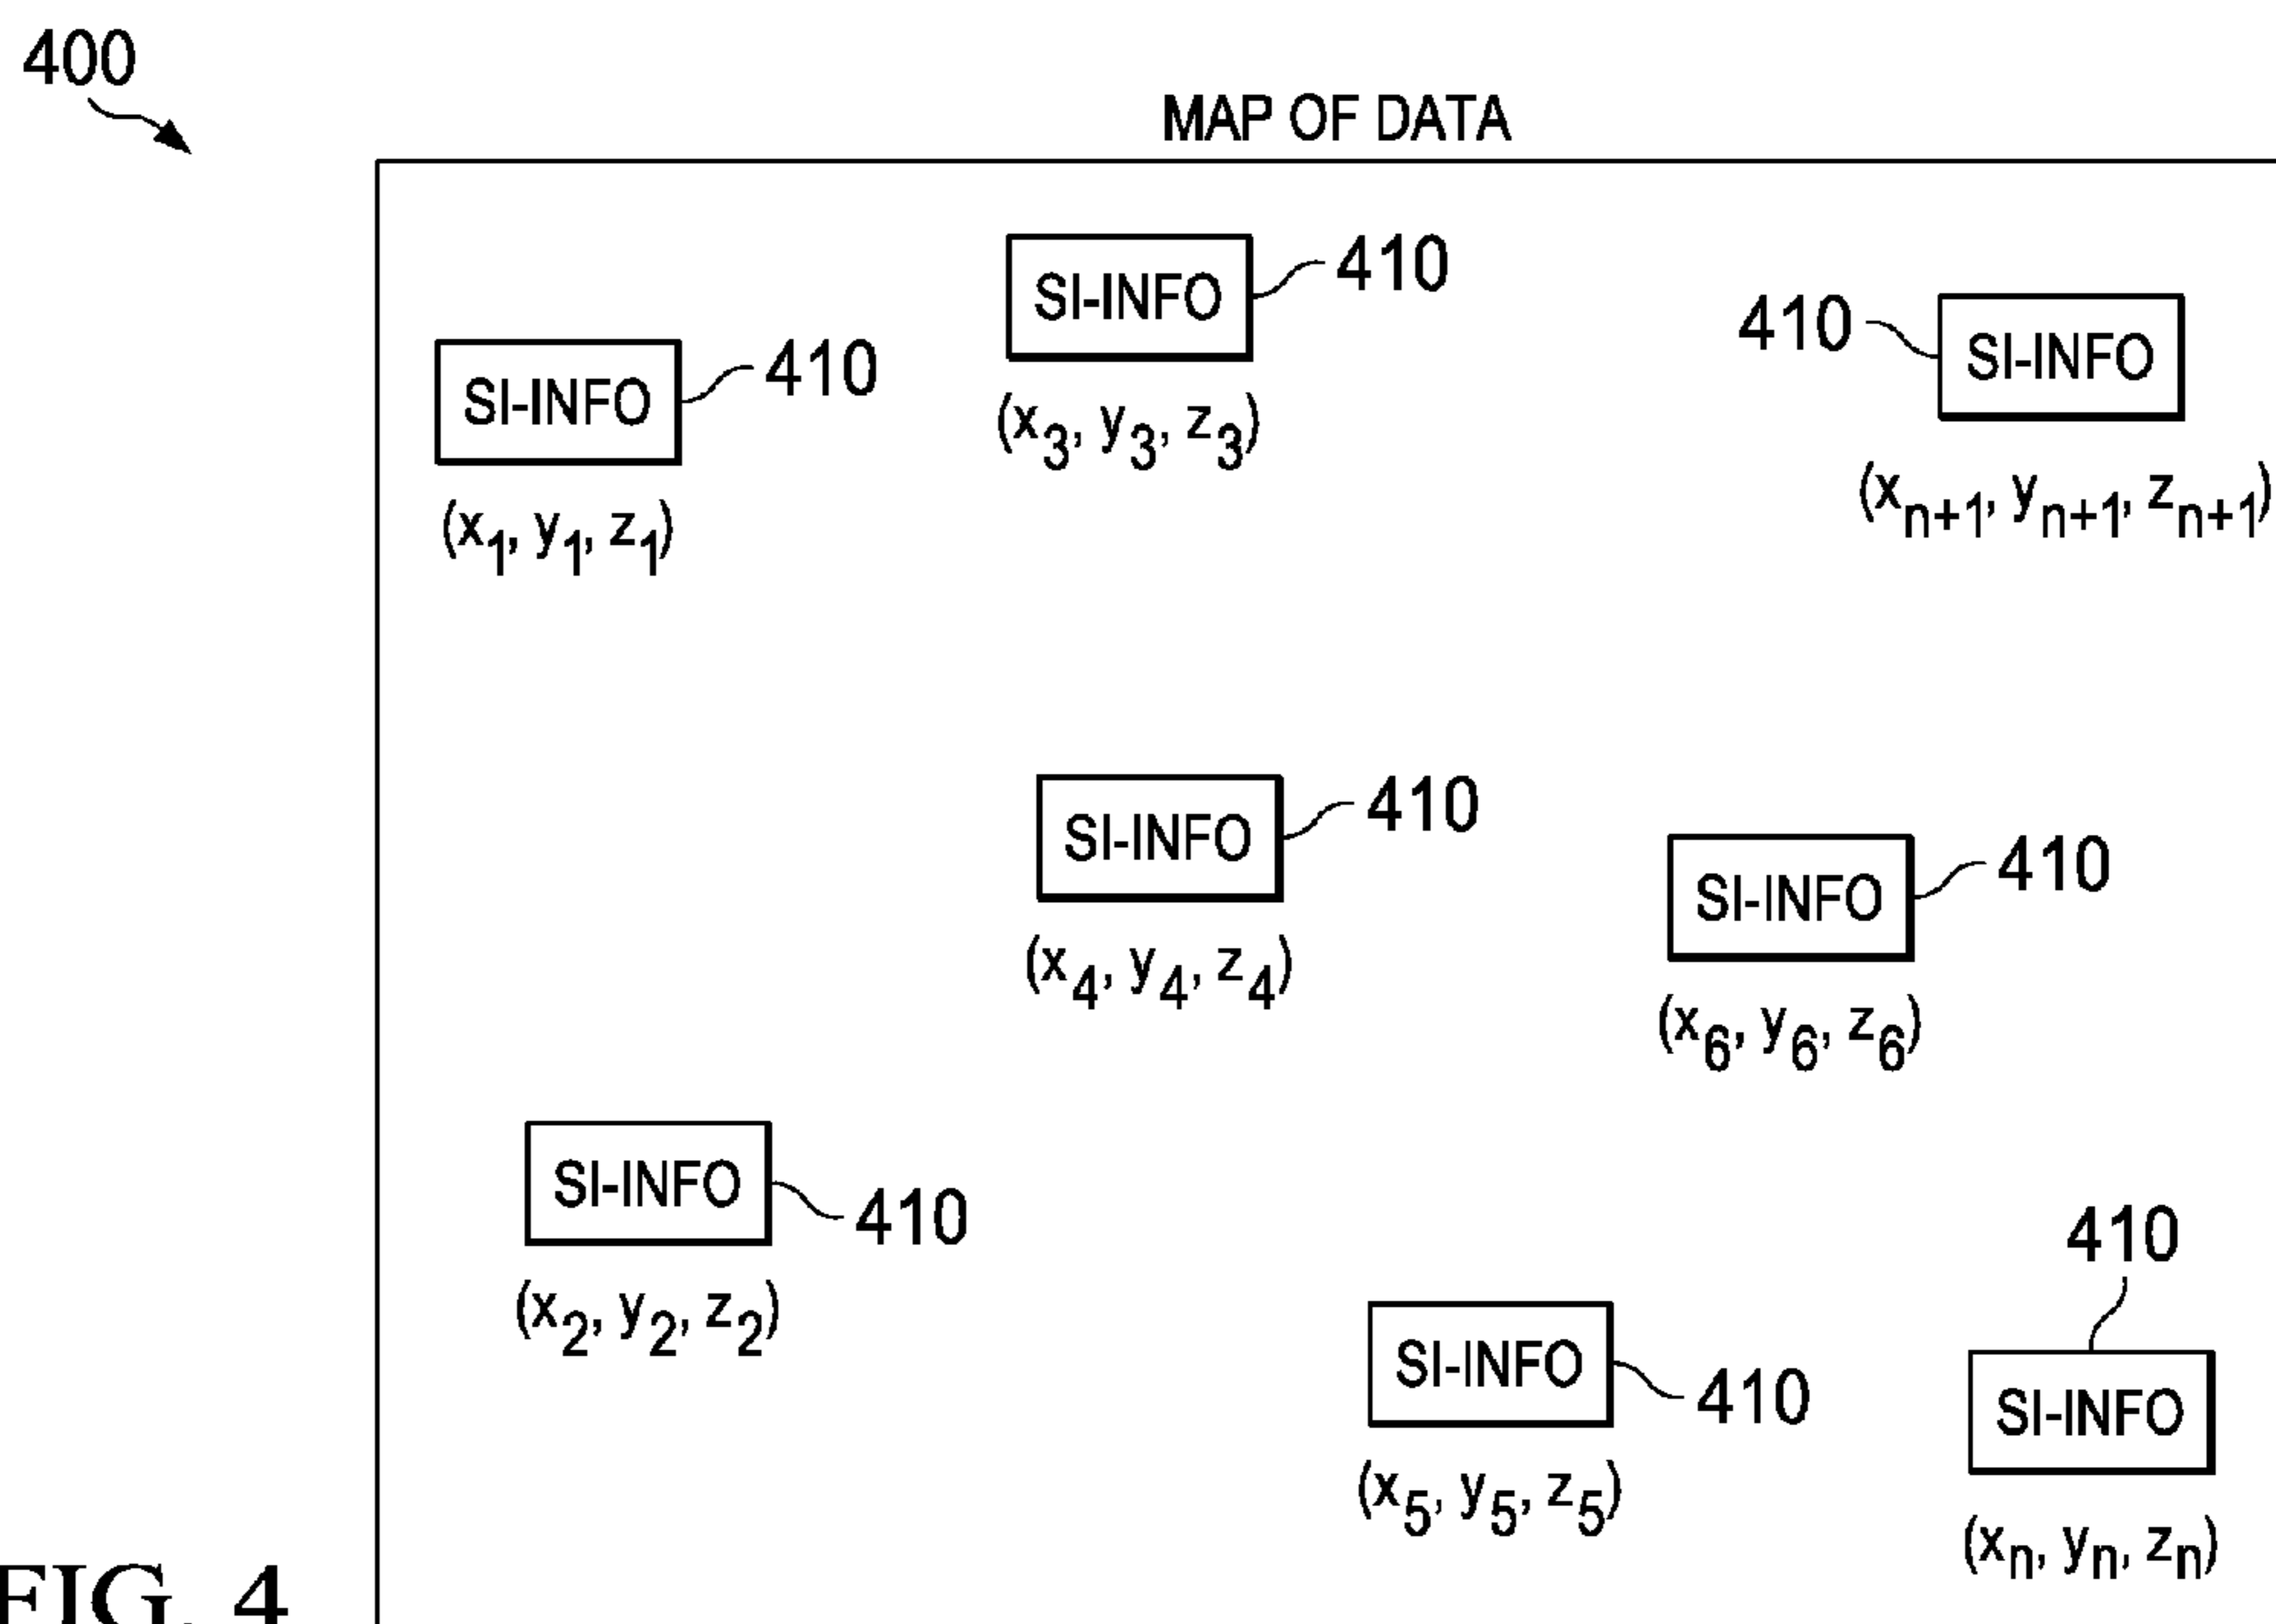 400
MAP OF DATA
SI-INFO 410
(x₃, y₃, z₃)
410 SI-INFO
(xₙ₊₁, yₙ₊₁, zₙ₊₁)
SI-INFO 410
(x₁, y₁, z₁)
SI-INFO 410
(x₄, y₄, z₄)
SI-INFO 410
(x₆, y₆, z₆)
SI-INFO 410
(x₂, y₂, z₂)
SI-INFO 410
(x₅, y₅, z₅)
410
SI-INFO
(xₙ, yₙ, zₙ)
FIG. 4